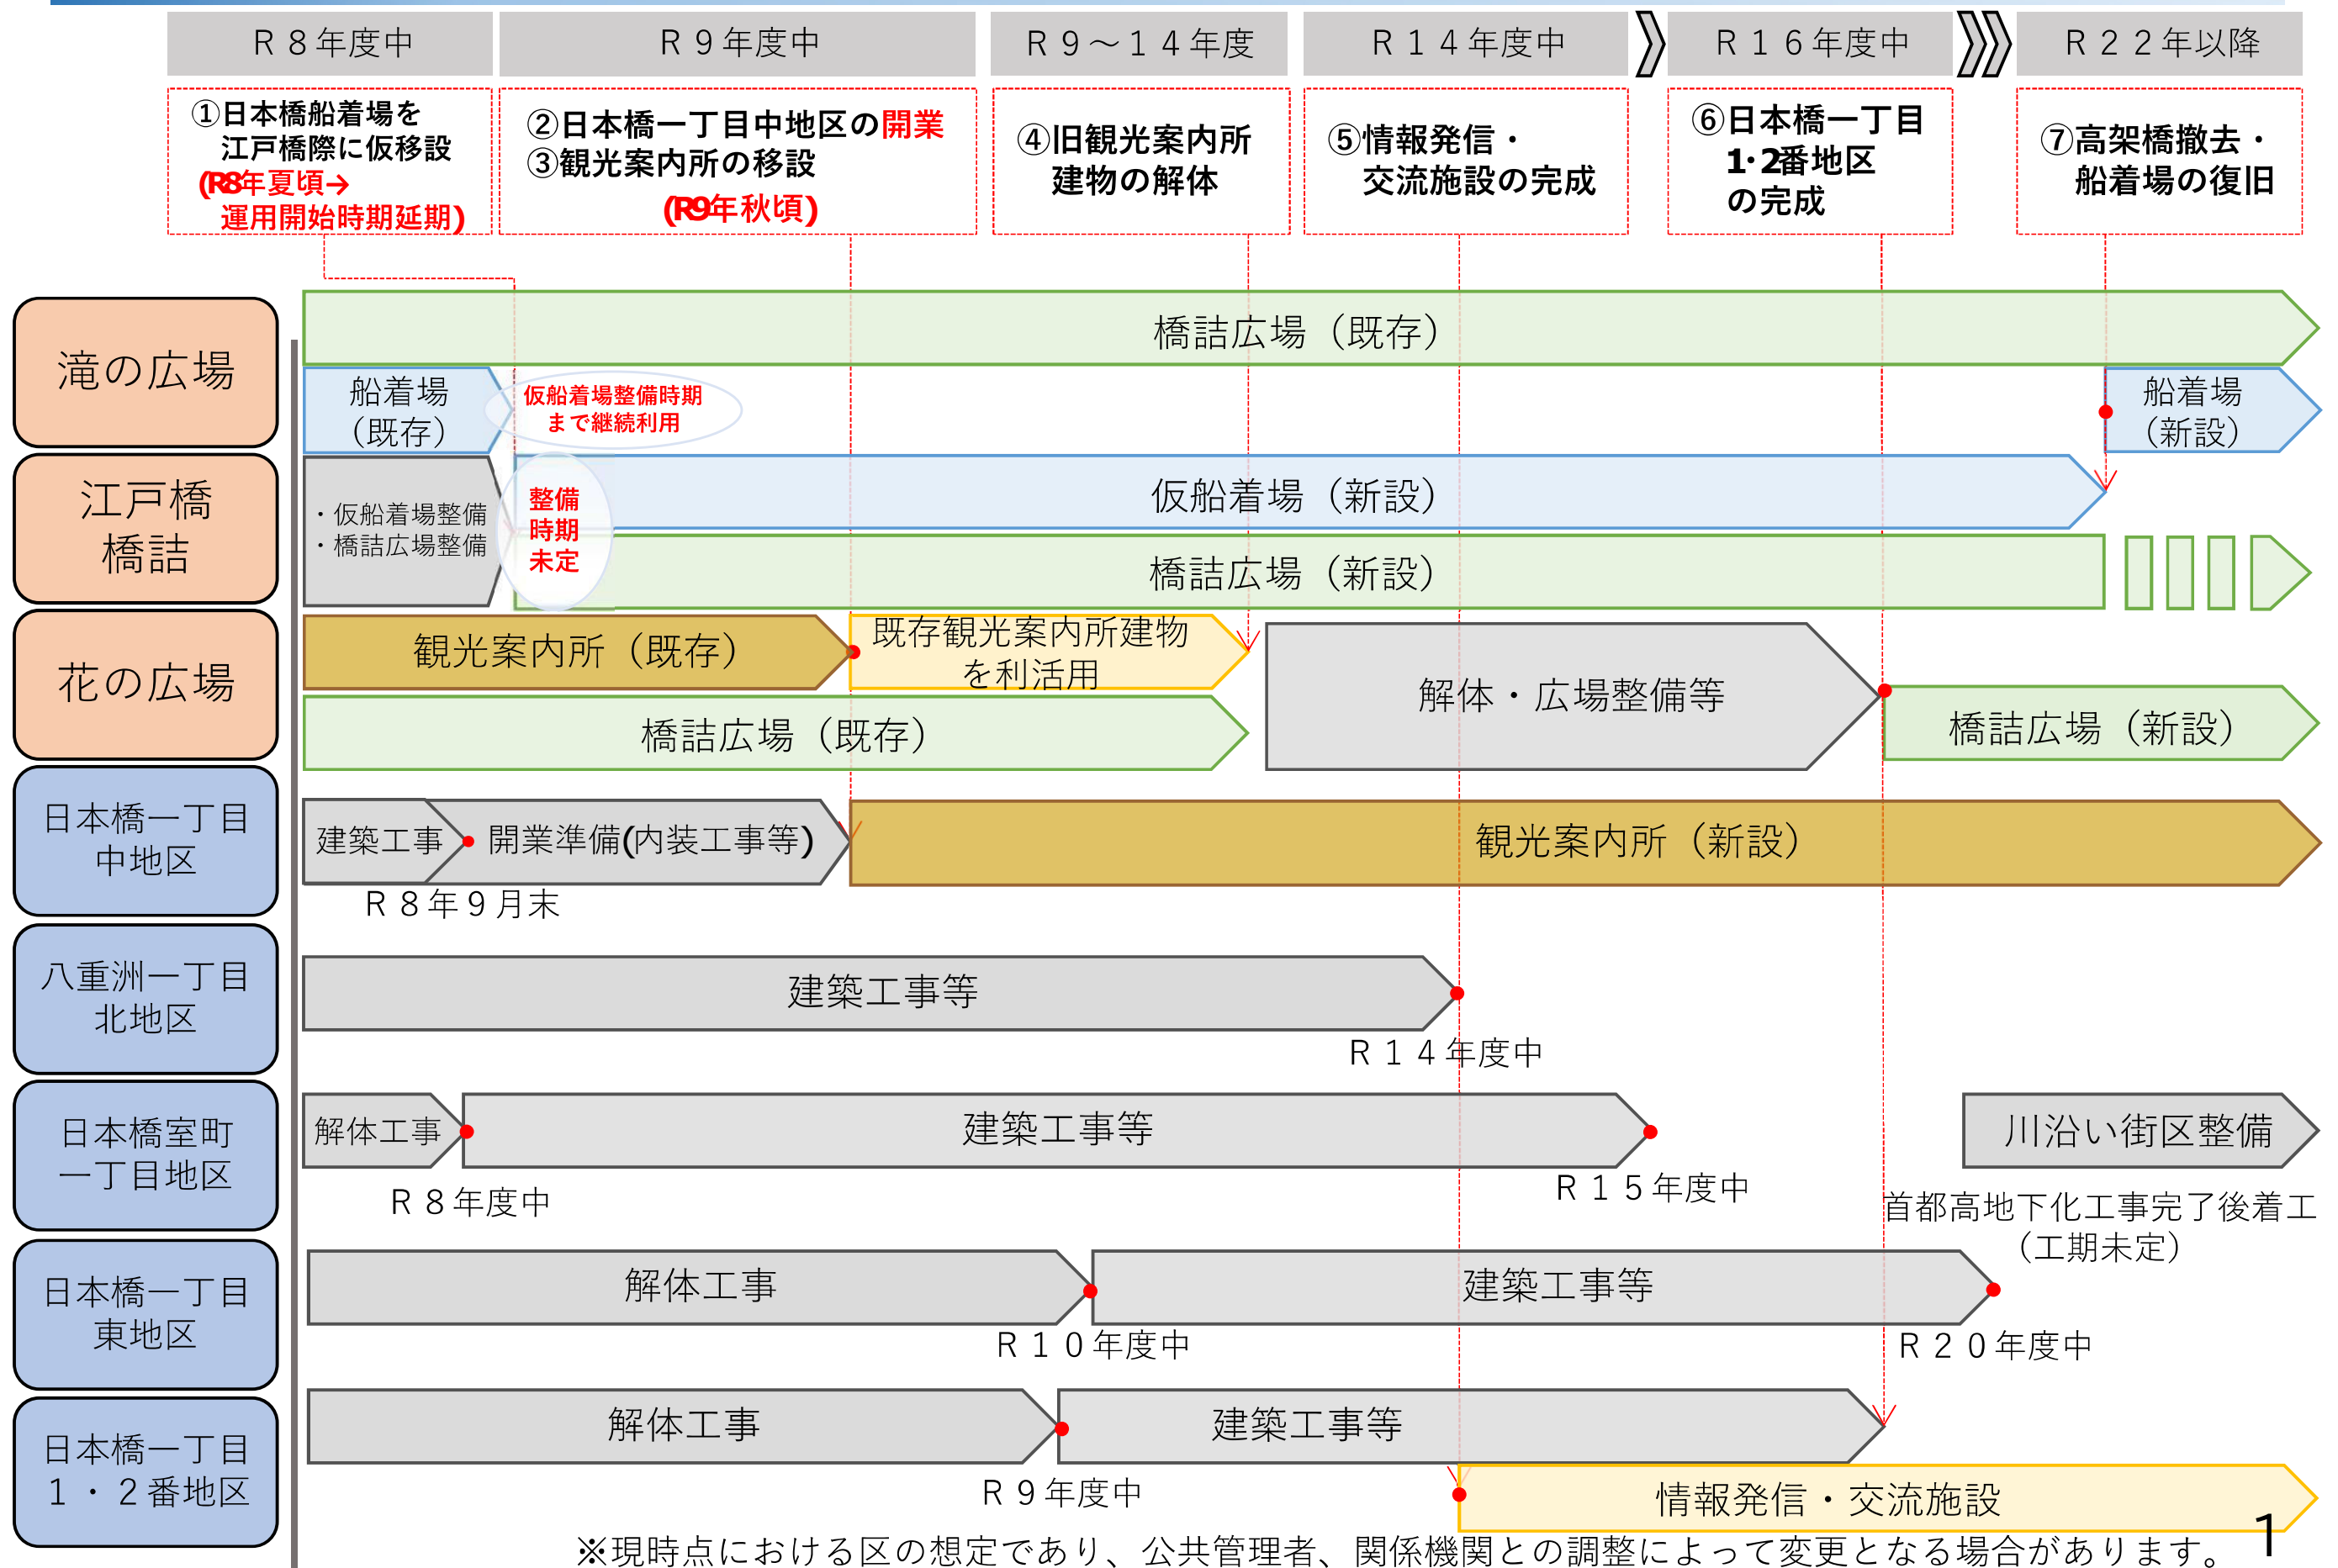 Ｒ８年度中
Ｒ９年度中
Ｒ９～１４年度
Ｒ１４年度中
Ｒ１６年度中
Ｒ２２年以降
①日本橋船着場を
江戸橋際に仮移設
(R8年夏頃→
運用開始時期延期)
②日本橋一丁目中地区の開業
③観光案内所の移設
(R9年秋頃)
④旧観光案内所
建物の解体
⑤情報発信・
交流施設の完成
⑥日本橋一丁目
1・2番地区
の完成
⑦高架橋撤去・
船着場の復旧
滝の広場
橋詰広場（既存）
船着場
（既存）
仮船着場整備時期
まで継続利用
船着場
（新設）
江戸橋
橋詰
・仮船着場整備
・橋詰広場整備
整備
時期
未定
仮船着場（新設）
橋詰広場（新設）
花の広場
観光案内所（既存）
既存観光案内所建物
を利活用
橋詰広場（既存）
解体・広場整備等
橋詰広場（新設）
日本橋一丁目
中地区
建築工事
開業準備(内装工事等)
観光案内所（新設）
Ｒ８年９月末
八重洲一丁目
北地区
建築工事等
Ｒ１４年度中
日本橋室町
一丁目地区
解体工事
建築工事等
川沿い街区整備
Ｒ８年度中
Ｒ１５年度中
首都高地下化工事完了後着工
（工期未定）
日本橋一丁目
東地区
解体工事
建築工事等
Ｒ１０年度中
Ｒ２０年度中
日本橋一丁目
１・２番地区
解体工事
建築工事等
Ｒ９年度中
情報発信・交流施設
※現時点における区の想定であり、公共管理者、関係機関との調整によって変更となる場合があります。
1